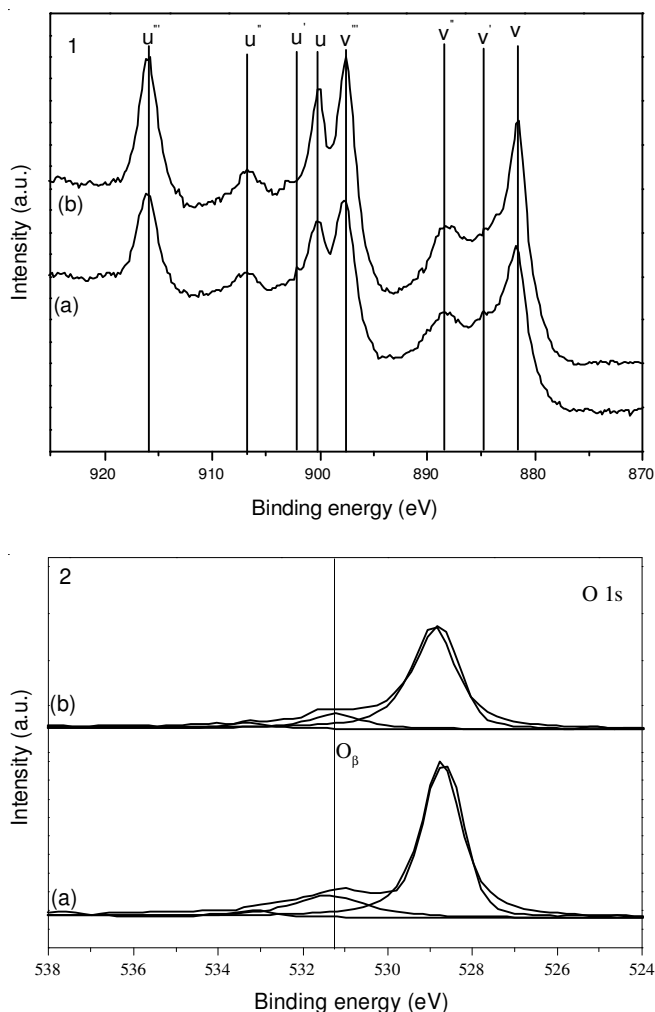 1
u''' u'' u' u v''' v'' v' v
(b)
(a)
Intensity (a.u.)
920 910 900 890 880 870
Binding energy (eV)
2
O 1s
(b)
Oβ
(a)
Intensity (a.u.)
538 536 534 532 530 528 526 524
Binding energy (eV)